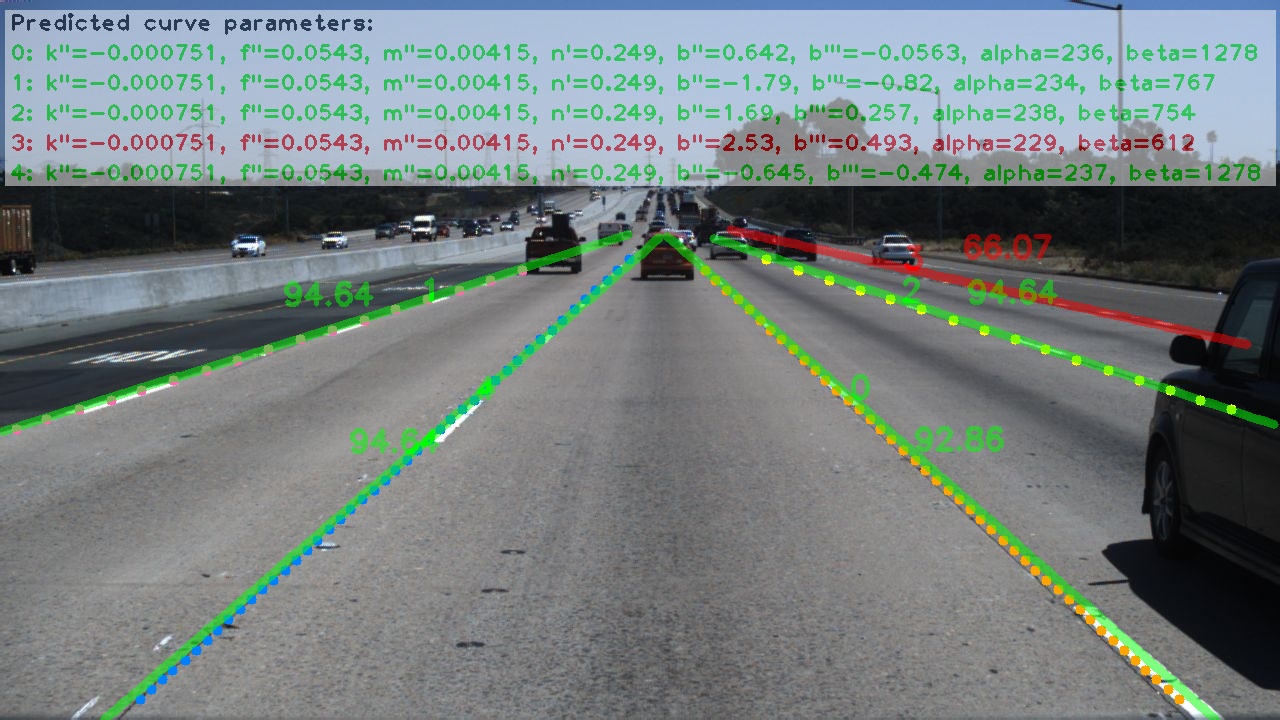 Predicted curve parameters:
0: k''=-0.000751, f''=0.0543, m''=0.00415, n'=0.249, b''=0.642, b'''=-0.0563, alpha=236, beta=1278
1: k''=-0.000751, f''=0.0543, m''=0.00415, n'=0.249, b''=-1.79, b'''=-0.82, alpha=234, beta=767
2: k''=-0.000751, f''=0.0543, m''=0.00415, n'=0.249, b''=1.69, b'''=0.257, alpha=238, beta=754
3: k''=-0.000751, f''=0.0543, m''=0.00415, n'=0.249, b''=2.53, b'''=0.493, alpha=229, beta=612
4: k''=-0.000751, f''=0.0543, m''=0.00415, n'=0.249, b''=-0.645, b'''=-0.474, alpha=237, beta=1278
3 66.07
94.64 1
2 94.64
HOV
0
94.64
92.86